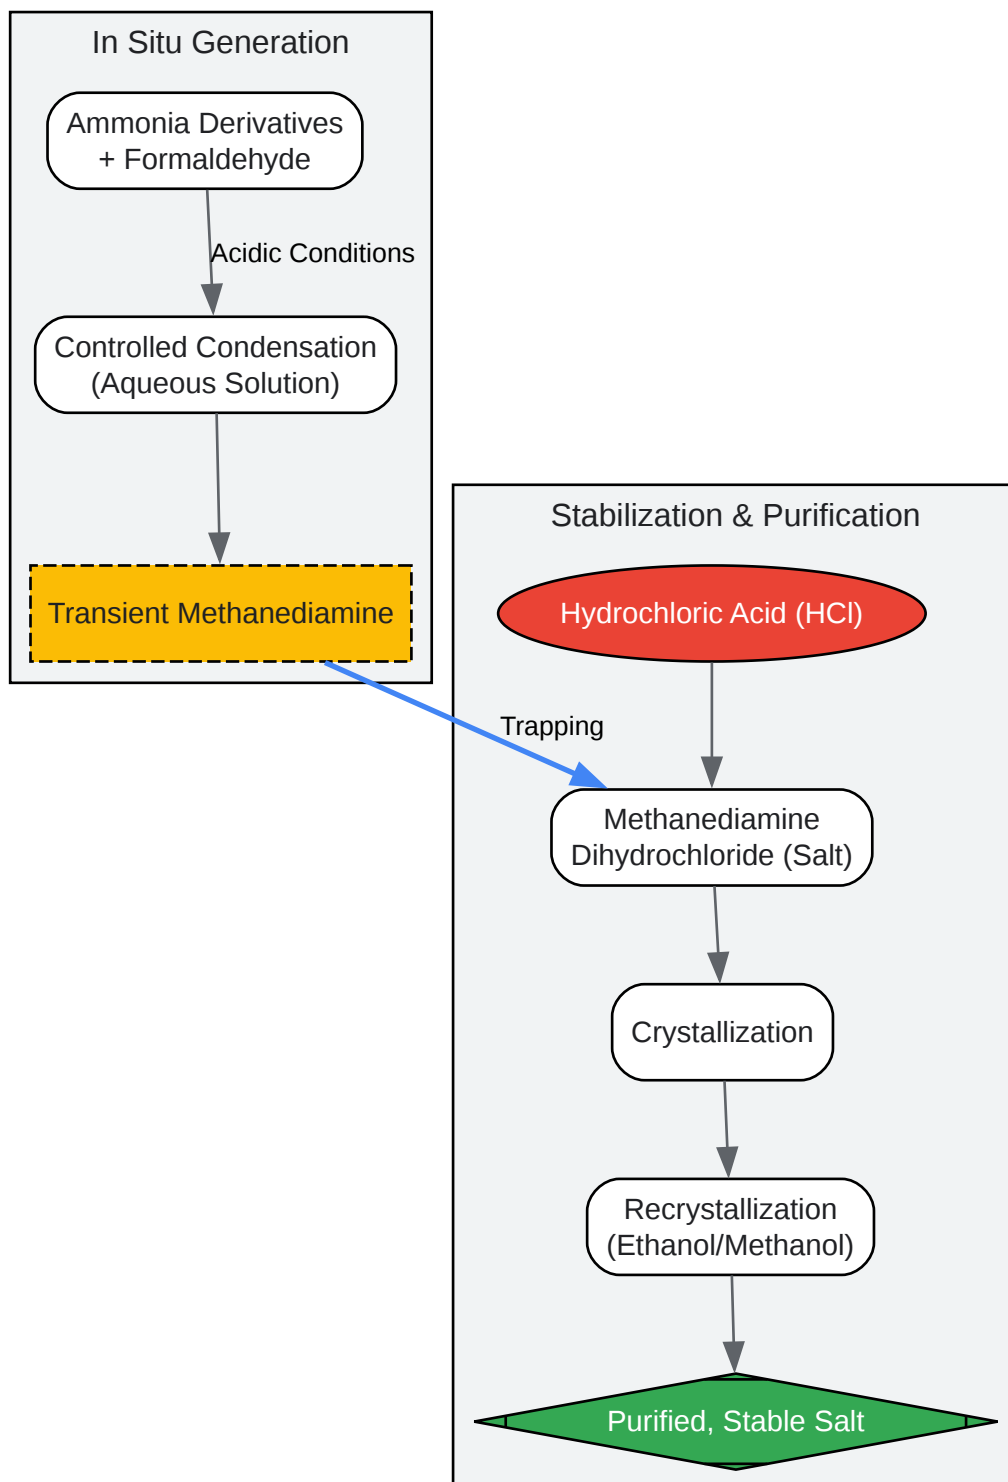 In Situ Generation
Ammonia Derivatives
+ Formaldehyde
Acidic Conditions
Controlled Condensation
(Aqueous Solution)
Transient Methanediamine
Stabilization & Purification
Hydrochloric Acid (HCl)
Trapping
Methanediamine
Dihydrochloride (Salt)
Crystallization
Recrystallization
(Ethanol/Methanol)
Purified, Stable Salt